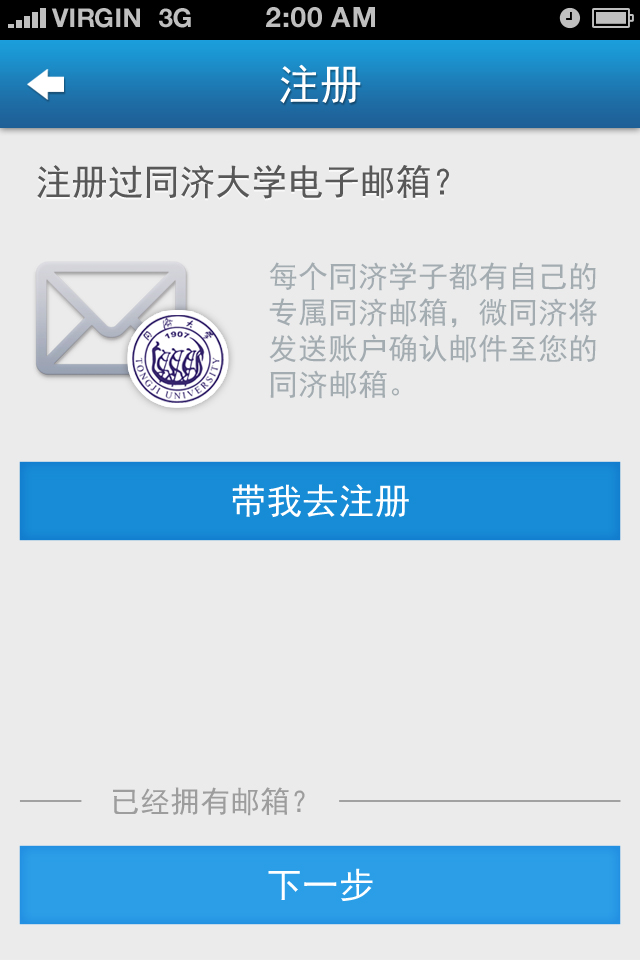 VIRGIN 3G 2:00 AM
注册
注册过同济大学电子邮箱？
每个同济学子都有自己的
专属同济邮箱，微同济将
发送账户确认邮件至您的
同济邮箱。
同济大学
1907
TONGJI UNIVERSITY
带我去注册
已经拥有邮箱？
下一步